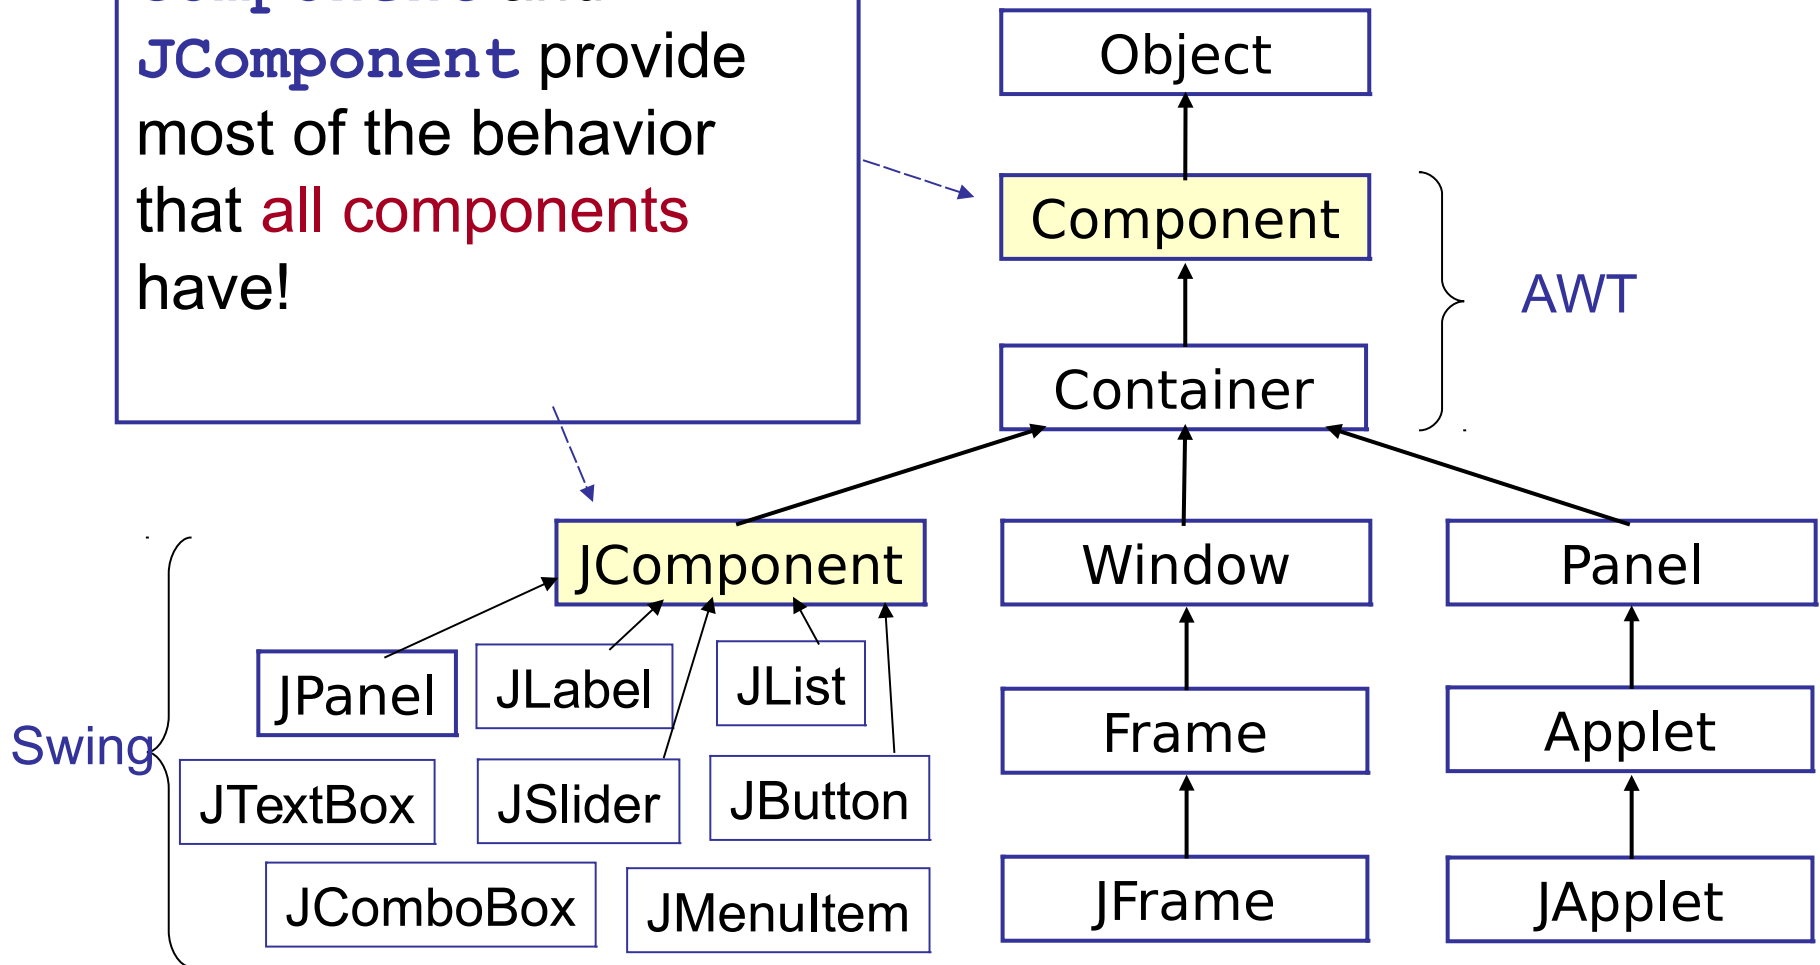 JComponent provide
most of the behavior
that all components
have!
Object
Component
AWT
Container
JComponent
Window
Panel
JPanel
JLabel
JList
Frame
Applet
Swing
JTextBox
JSlider
JButton
JComboBox
JMenuItem
JFrame
JApplet